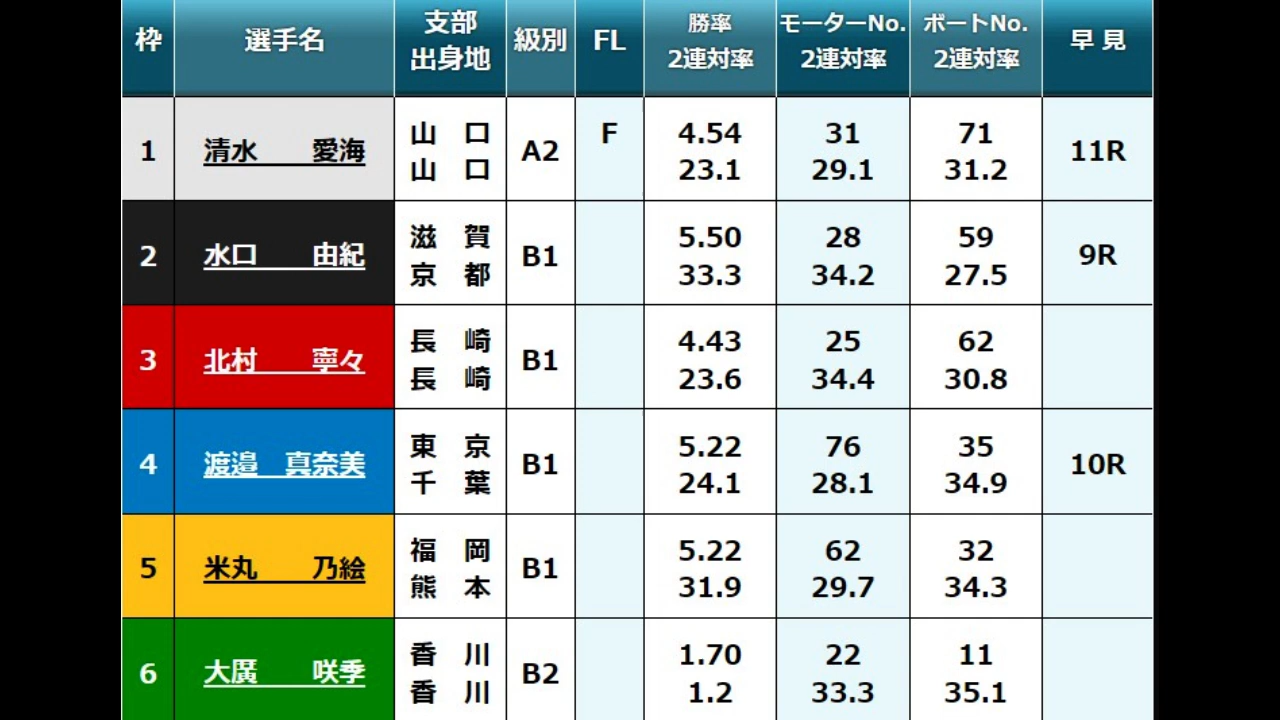 枠 選手名 支部 出身地 級別 FL 勝率 2連対率 モーターNo. 2連対率 ボートNo. 2連対率 早見
1 清水 愛海 山口 山口 A2 F 4.54 23.1 31 29.1 71 31.2 11R
2 水口 由紀 滋賀 京都 B1 5.50 33.3 28 34.2 59 27.5 9R
3 北村 寧々 長崎 長崎 B1 4.43 23.6 25 34.4 62 30.8
4 渡邉 真奈美 東京 千葉 B1 5.22 24.1 76 28.1 35 34.9 10R
5 米丸 乃絵 福岡 熊本 B1 5.22 31.9 62 29.7 32 34.3
6 大廣 咲季 香川 香川 B2 1.70 1.2 22 33.3 11 35.1